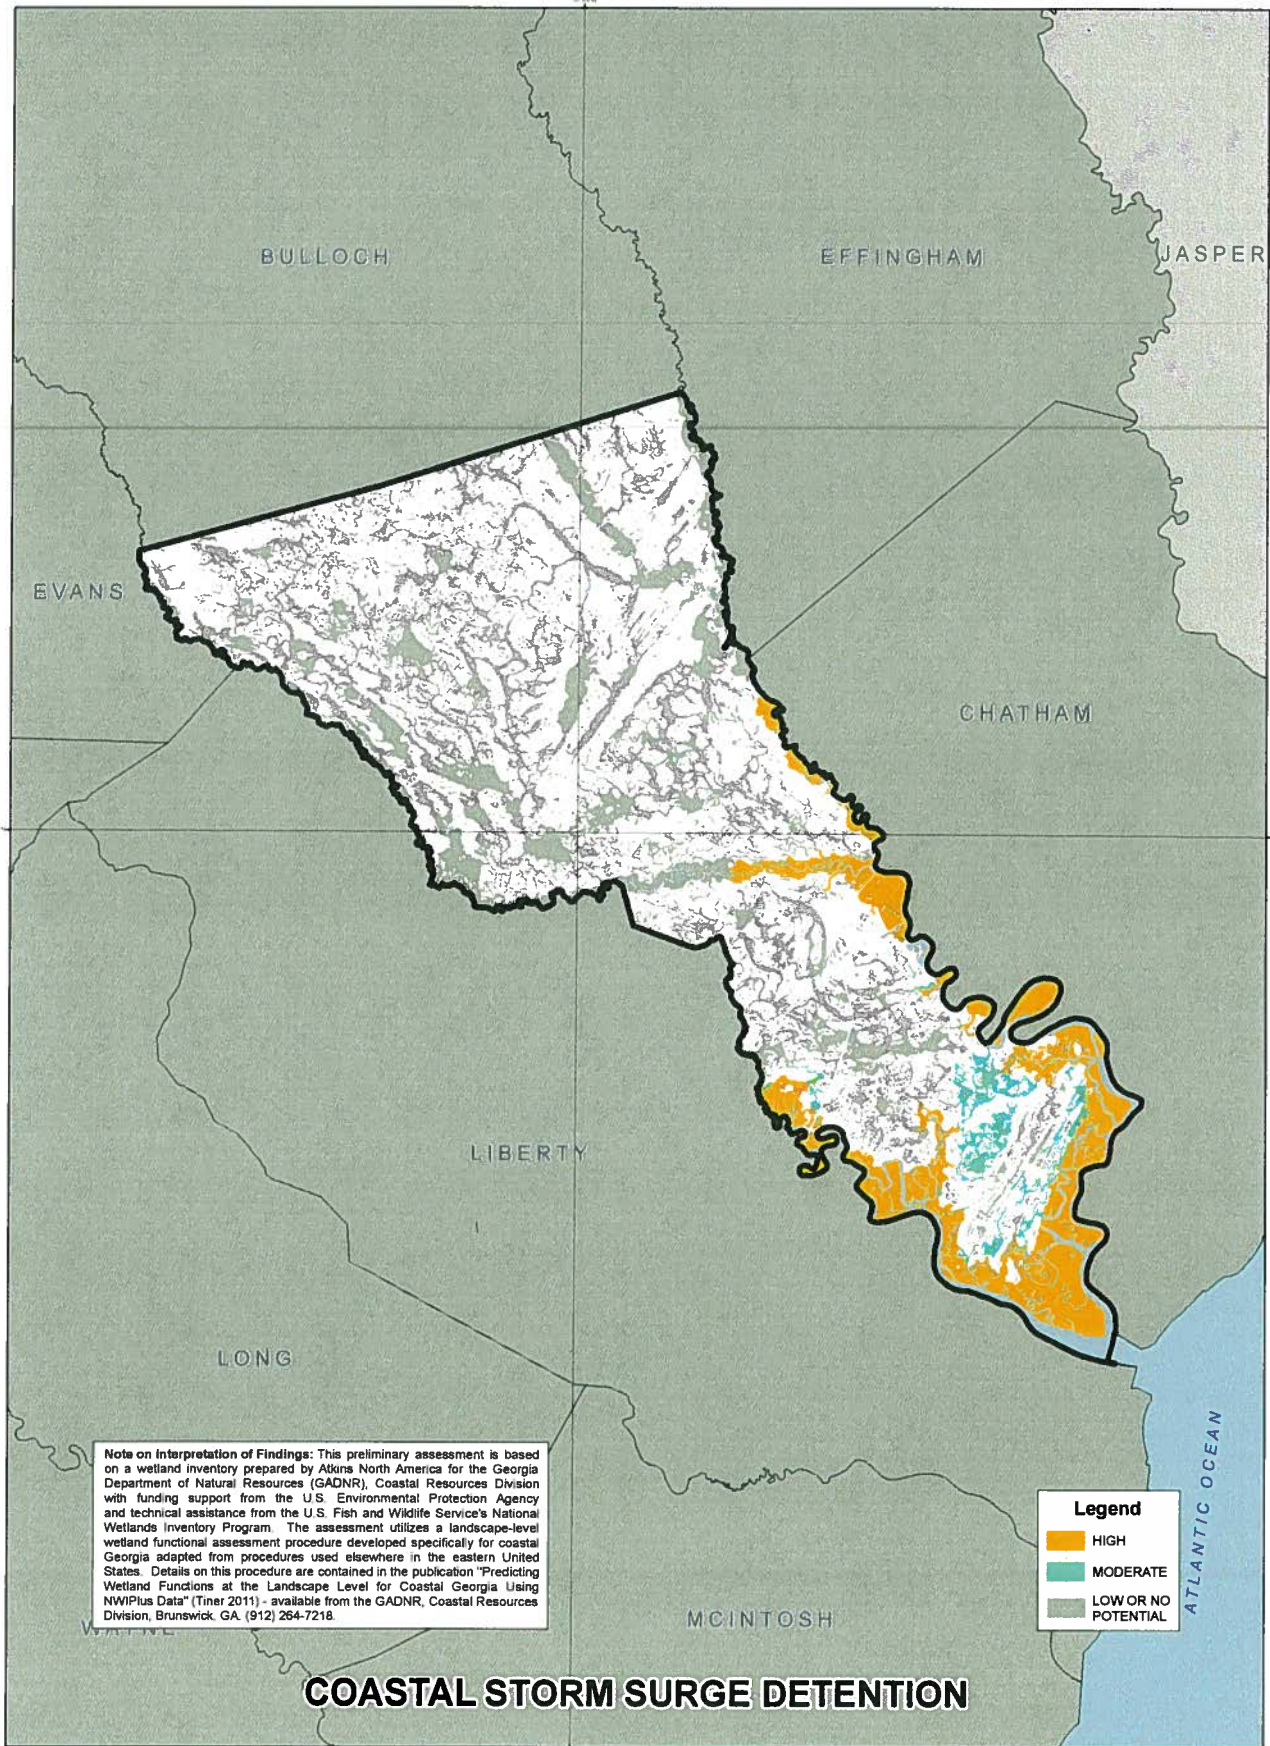 BULLOCH
EFFINGHAM
JASPER
EVANS
CHATHAM
LIBERTY
LONG
Note on Interpretation of Findings: This preliminary assessment is based
on a wetland inventory prepared by Atkins North America for the Georgia
Department of Natural Resources (GADNR), Coastal Resources Division
with funding support from the U.S. Environmental Protection Agency
and technical assistance from the U.S. Fish and Wildlife Service's National
Wetlands Inventory Program. The assessment utilizes a landscape-level
wetland functional assessment procedure developed specifically for coastal
Georgia adapted from procedures used elsewhere in the eastern United
States. Details on this procedure are contained in the publication "Predicting
Wetland Functions at the Landscape Level for Coastal Georgia Using
NWIPlus Data" (Tiner 2011) - available from the GADNR, Coastal Resources
Division, Brunswick, GA. (912) 264-7218.
WAYNE
MCINTOSH
ATLANTIC OCEAN
Legend
HIGH
MODERATE
LOW OR NO
POTENTIAL
COASTAL STORM SURGE DETENTION